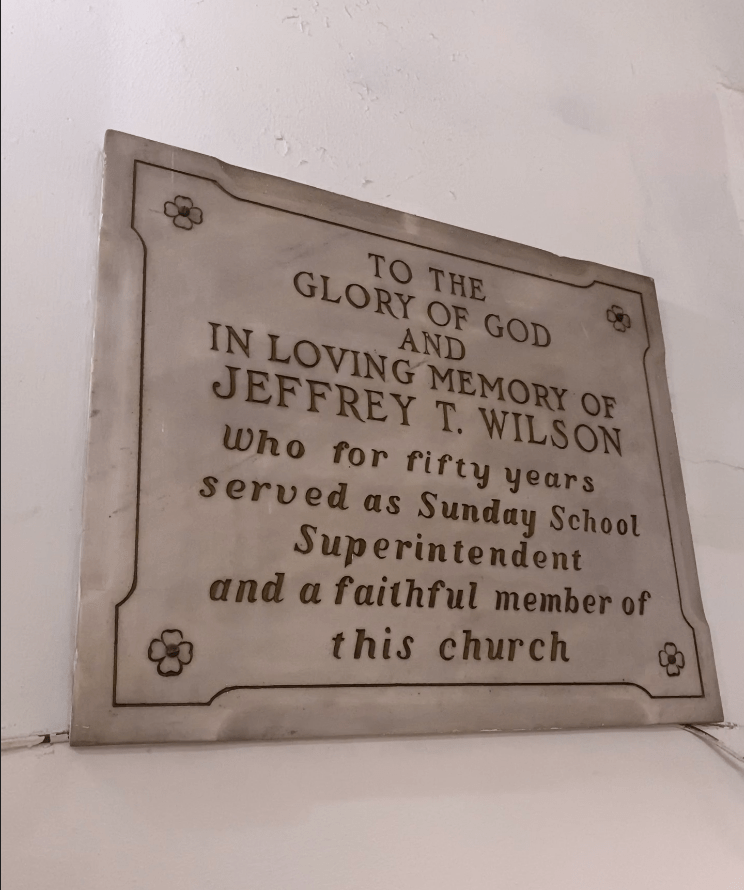 TO THE
GLORY OF GOD
AND
IN LOVING MEMORY OF
JEFFREY T. WILSON
Who for fifty years
served as Sunday School
Superintendent
and a faithful member of
this church